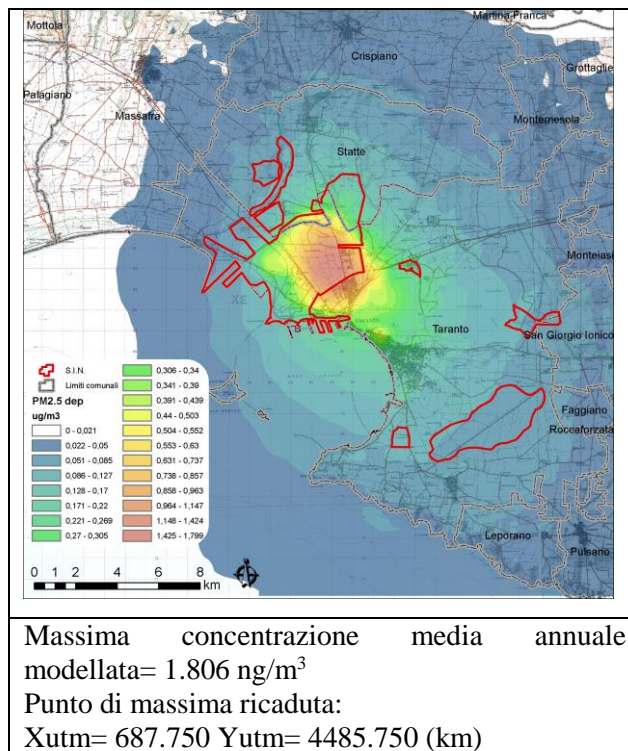 Mottola
Martina Franca
Crispiano
Grottaglie
Palagiano
Massafra
Montemesola
Statte
Monteiasi
Taranto
San Giorgio Ionico
Faggiano
Roccaforzata
Leporano
Pulsano
S.I.N.
Limiti comunali
PM2.5 dep
ug/m3
0 - 0,021
0,022 - 0,05
0,051 - 0,085
0,086 - 0,127
0,128 - 0,17
0,171 - 0,22
0,221 - 0,269
0,27 - 0,305
0,306 - 0,34
0,341 - 0,39
0,391 - 0,439
0,44 - 0,503
0,504 - 0,552
0,553 - 0,63
0,631 - 0,737
0,738 - 0,857
0,858 - 0,963
0,964 - 1,147
1,148 - 1,424
1,425 - 1,799
0 1 2 4 6 8
km
Massima concentrazione media annuale
modellata= 1.806 ng/m³
Punto di massima ricaduta:
Xutm= 687.750 Yutm= 4485.750 (km)